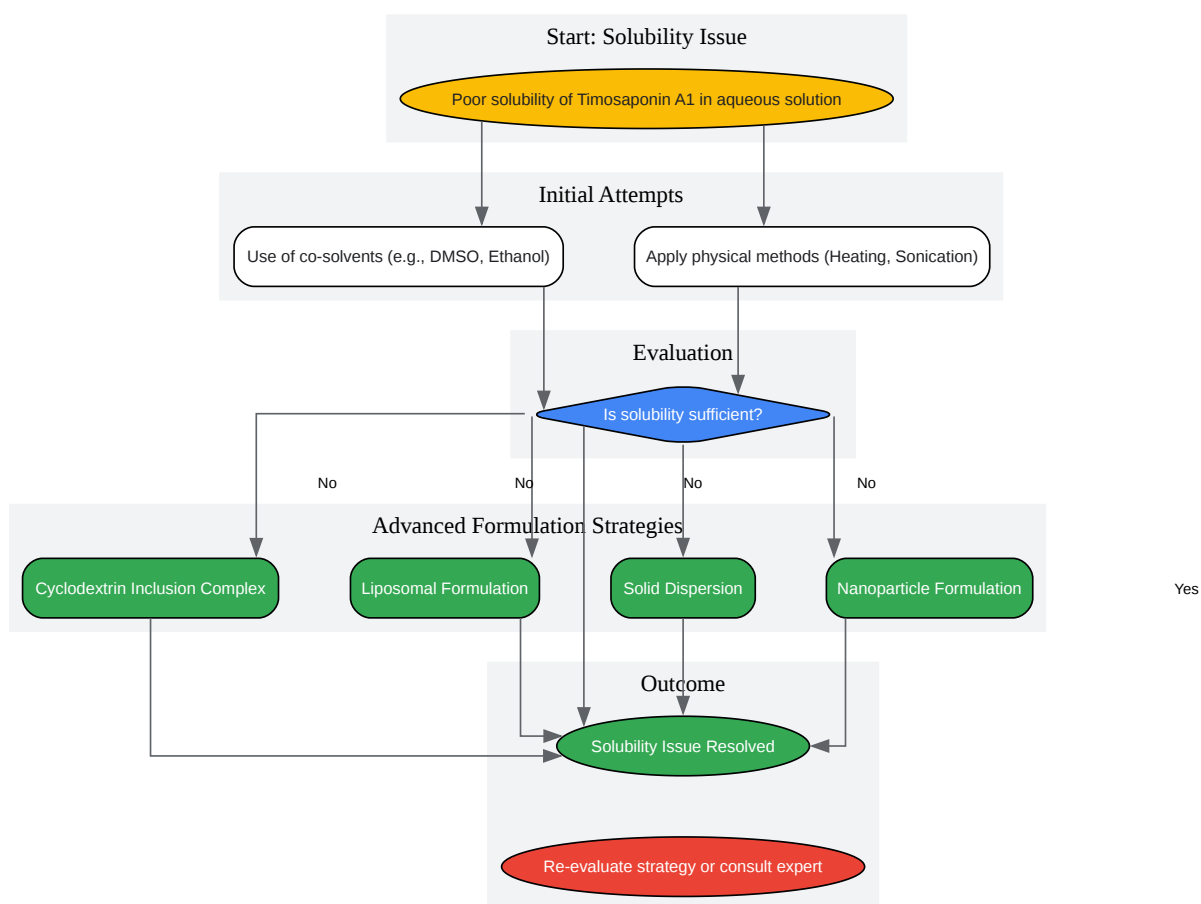 Start: Solubility Issue
Poor solubility of Timosaponin A1 in aqueous solution
Initial Attempts
Use of co-solvents (e.g., DMSO, Ethanol)
Apply physical methods (Heating, Sonication)
Evaluation
Is solubility sufficient?
No
No
No
No
Advanced Formulation Strategies
Cyclodextrin Inclusion Complex
Liposomal Formulation
Solid Dispersion
Nanoparticle Formulation
Yes
Outcome
Solubility Issue Resolved
Re-evaluate strategy or consult expert